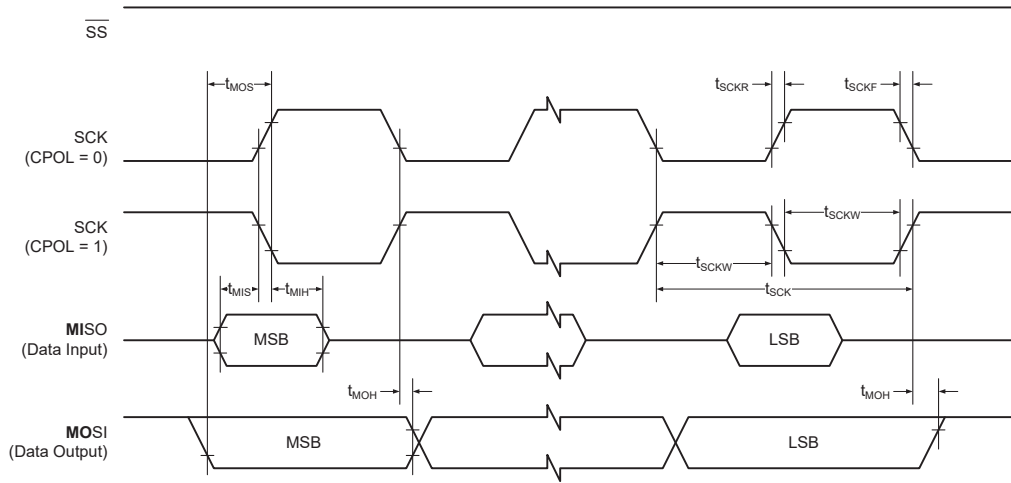 SS
tMOS
tSCKR
tSCKF
SCK
(CPOL = 0)
SCK
(CPOL = 1)
tSCKW
tSCKW
tMIS
tMIH
tSCK
MISO
(Data Input)
MSB
LSB
tMOH
tMOH
MOSI
(Data Output)
MSB
LSB